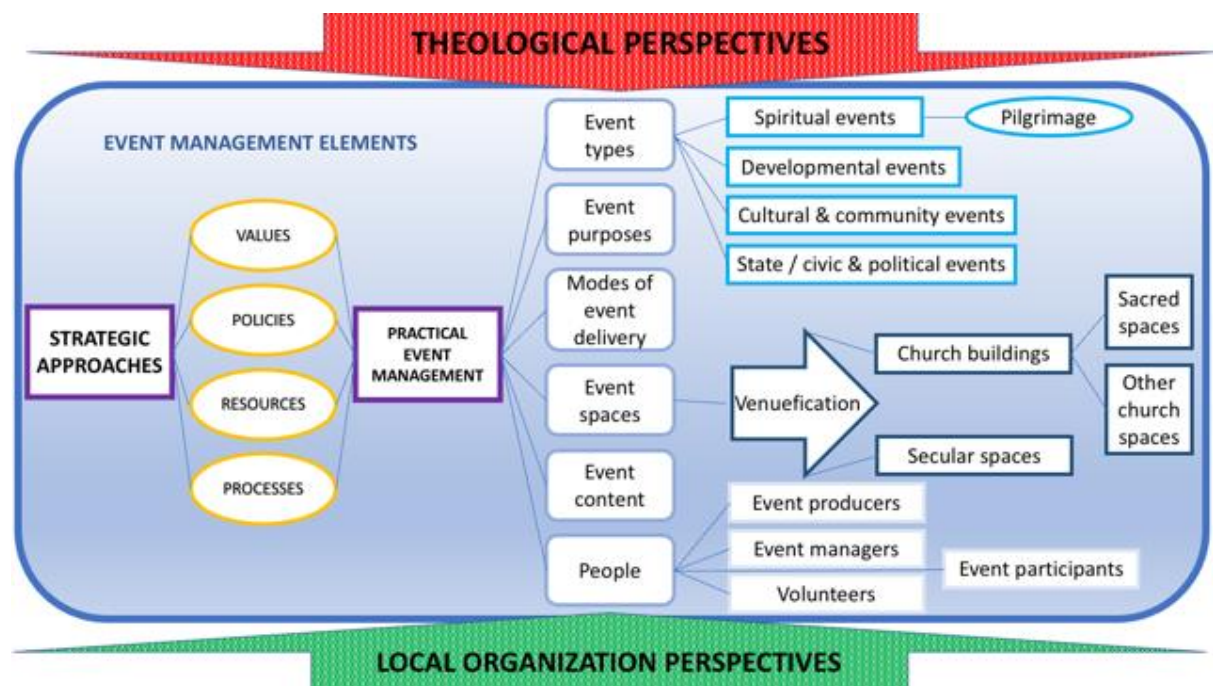 THEOLOGICAL PERSPECTIVES
EVENT MANAGEMENT ELEMENTS
STRATEGIC
APPROACHES
VALUES
POLICIES
RESOURCES
PROCESSES
PRACTICAL
EVENT
MANAGEMENT
Event
types
Event
purposes
Modes of
event
delivery
Event
spaces
Event
content
People
Spiritual events
Pilgrimage
Developmental events
Cultural & community events
State / civic & political events
Venuefication
Church buildings
Sacred
spaces
Other
church
spaces
Secular spaces
Event producers
Event managers
Event participants
Volunteers
LOCAL ORGANIZATION PERSPECTIVES